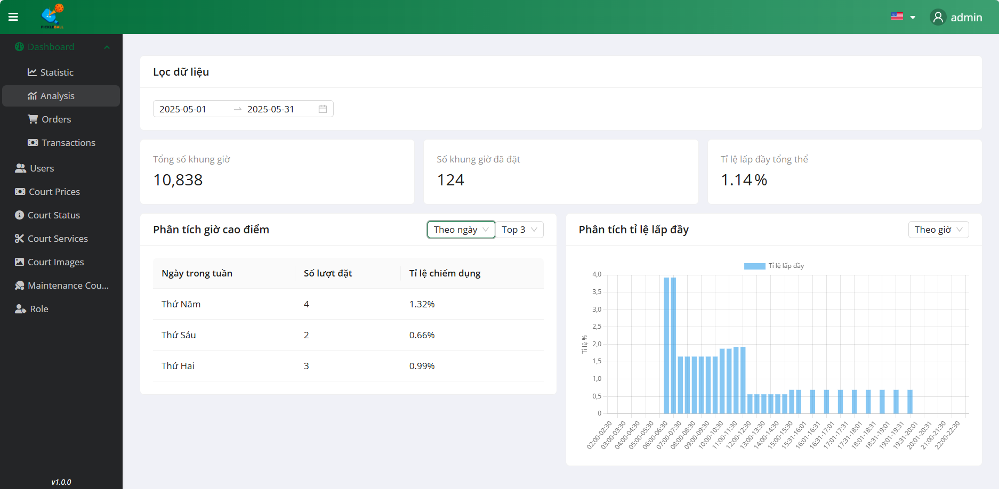 PICKLEBALL
admin
Dashboard
Statistic
Analysis
Orders
Transactions
Users
Court Prices
Court Status
Court Services
Court Images
Maintenance Cou...
Role
v1.0.0
Lọc dữ liệu
2025-05-01 → 2025-05-31
Tổng số khung giờ
10,838
Số khung giờ đã đặt
124
Tỉ lệ lấp đầy tổng thể
1.14 %
Phân tích giờ cao điểm
Theo ngày
Top 3
Ngày trong tuần Số lượt đặt Tỉ lệ chiếm dụng
Thứ Năm 4 1.32%
Thứ Sáu 2 0.66%
Thứ Hai 3 0.99%
Phân tích tỉ lệ lấp đầy
Theo giờ
Tỉ lệ lấp đầy
Tỉ lệ %
4,0
3,5
3,0
2,5
2,0
1,5
1,0
0,5
0
02:00-02:30
03:00-03:30
04:00-04:30
05:00-05:30
06:00-06:30
07:00-07:30
08:00-08:30
09:00-09:30
10:00-10:30
11:00-11:30
12:00-12:30
13:00-13:30
14:00-14:30
15:00-15:30
15:31-16:01
16:01-16:31
16:31-17:01
17:01-17:31
17:31-18:01
18:01-18:31
18:31-19:01
19:01-19:31
19:31-20:01
20:01-20:31
21:00-21:30
22:00-22:30